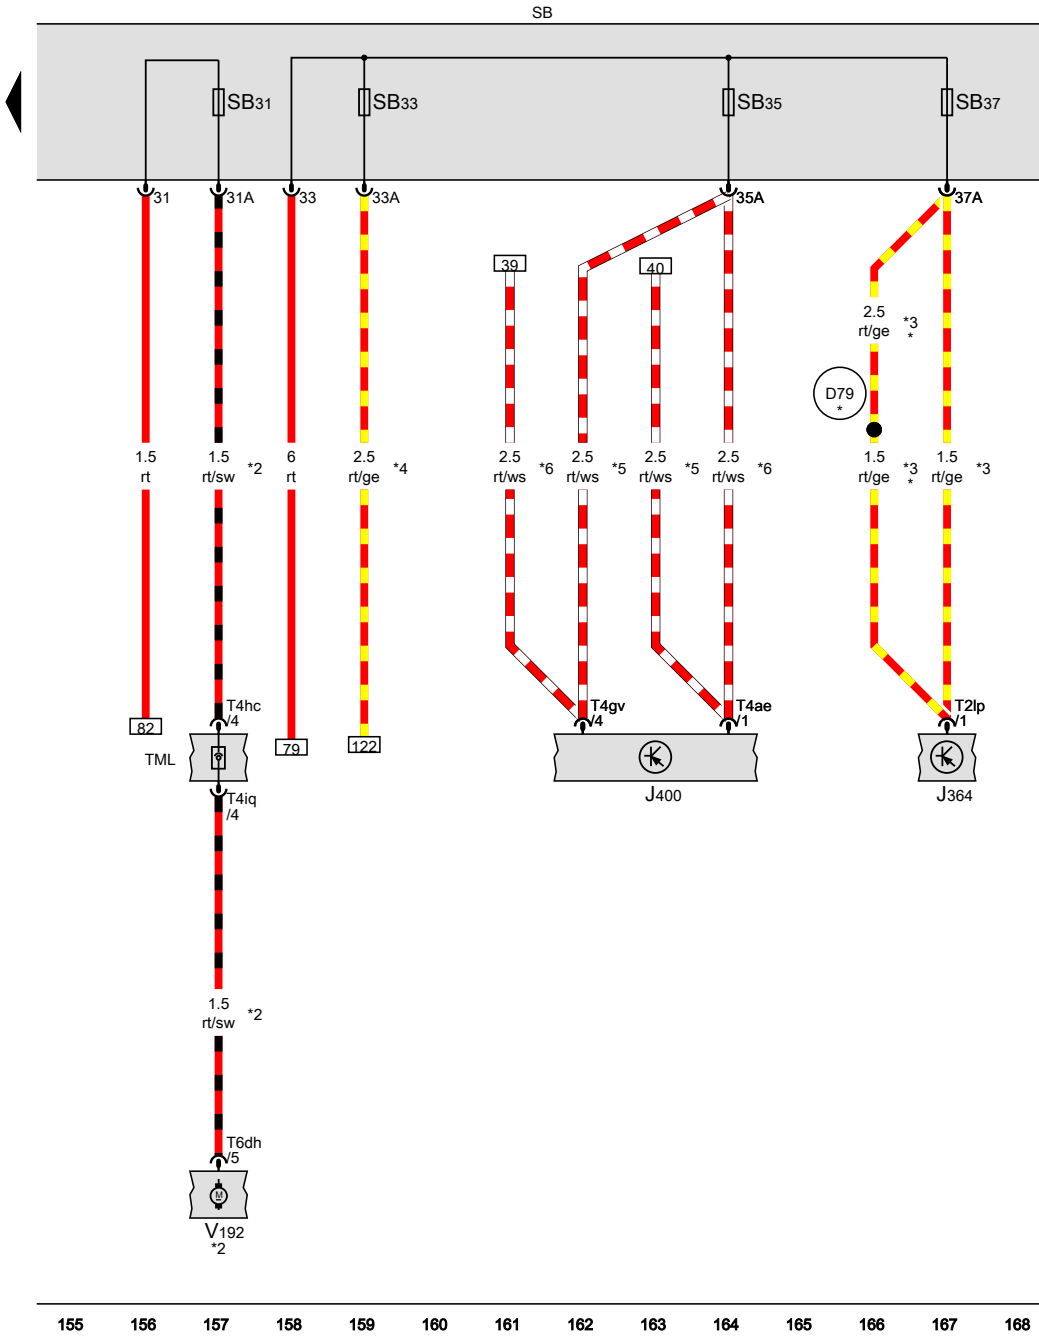 SB
SB31 SB33 SB35 SB37
31 31A 33 33A 35A 37A
39 40
2.5
rt/ge *3
*
D79
*
1.5 1.5 6 2.5 2.5 2.5 2.5 2.5 1.5 1.5
rt rt/sw *2 rt rt/ge *4 rt/ws *6 rt/ws *5 rt/ws *5 rt/ws *6 rt/ge *3 rt/ge *3
*
T4hc T4gv T4ae T2lp
/4 /4 /1 /1
82 79 122
TML
J400 J364
T4iq
/4
1.5
rt/sw *2
T6dh
/5
M
V192
*2
155 156 157 158 159 160 161 162 163 164 165 166 167 168